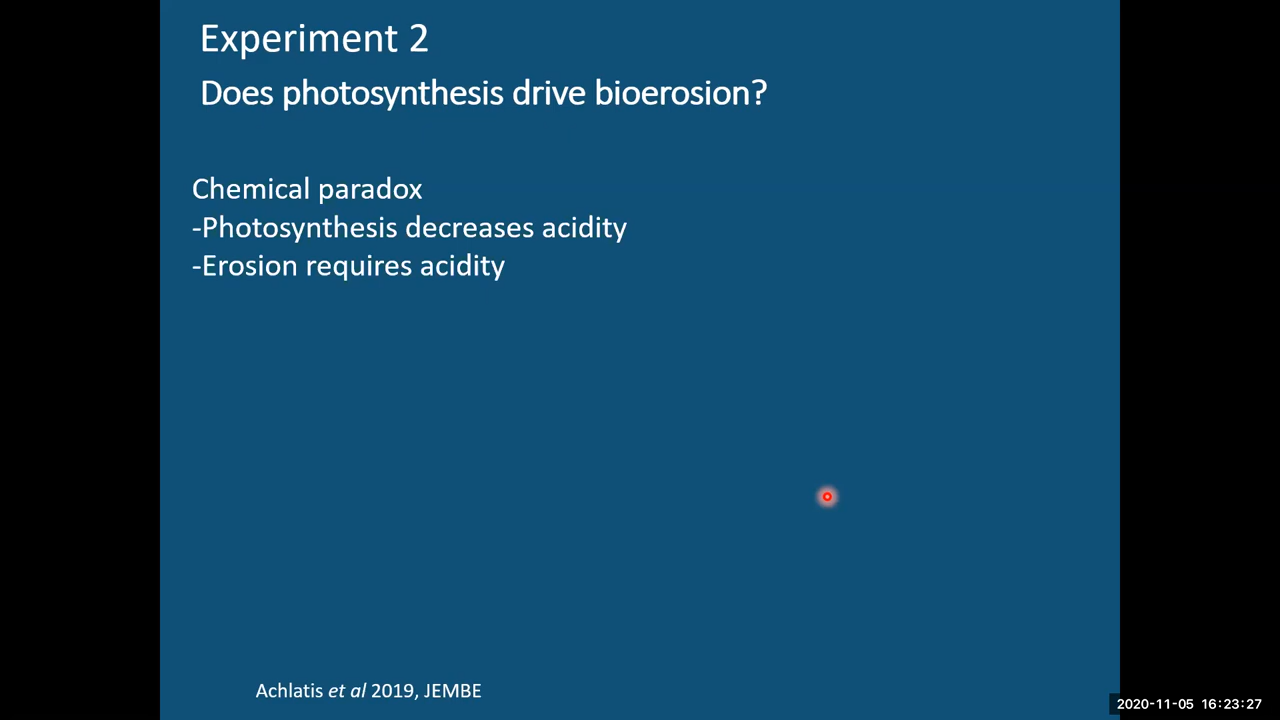 Experiment 2
Does photosynthesis drive bioerosion?
Chemical paradox
-Photosynthesis decreases acidity
-Erosion requires acidity
Achlatis et al 2019, JEMBE
2020-11-05 16:23:27